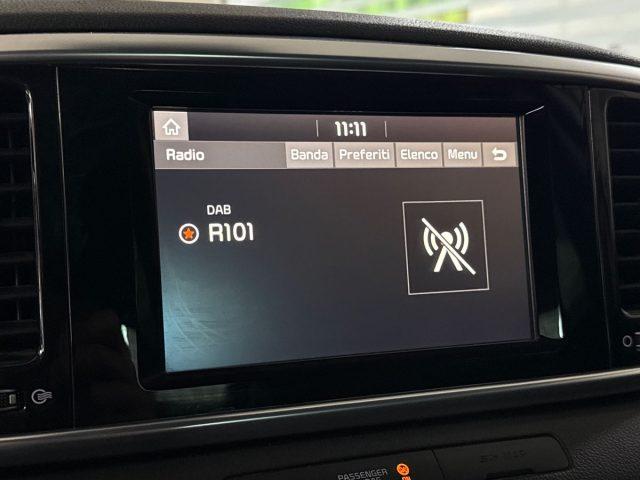 11:11
Radio Banda Preferiti Elenco Menu
DAB
R101
PASSENGER